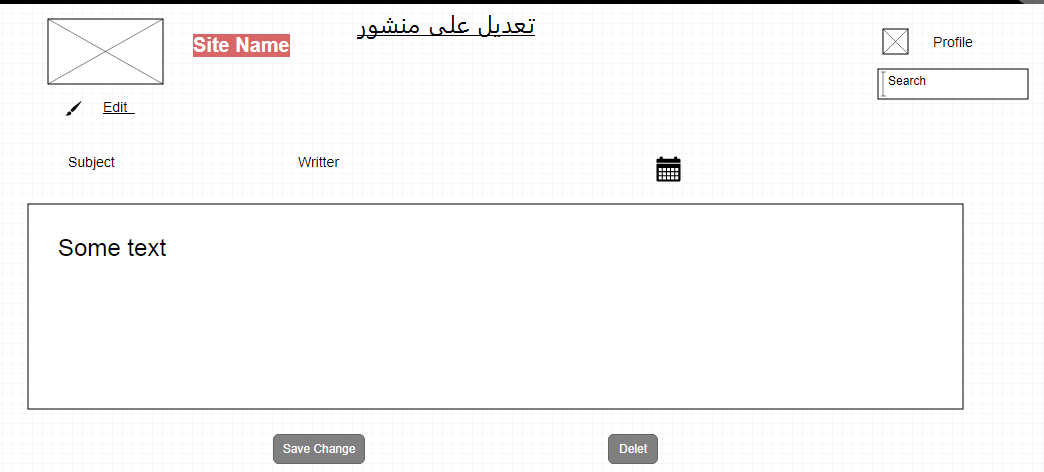 تعديل على منشور
Site Name
Profile
Search
Edit
Subject
Writter
Some text
Save Change
Delet